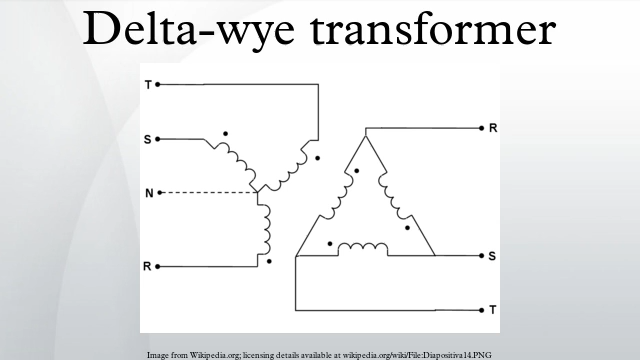 Delta-wye transformer
T
S
N
R
R
S
T
Image from Wikipedia.org; licensing details available at wikipedia.org/wiki/File:Diapositiva14.PNG